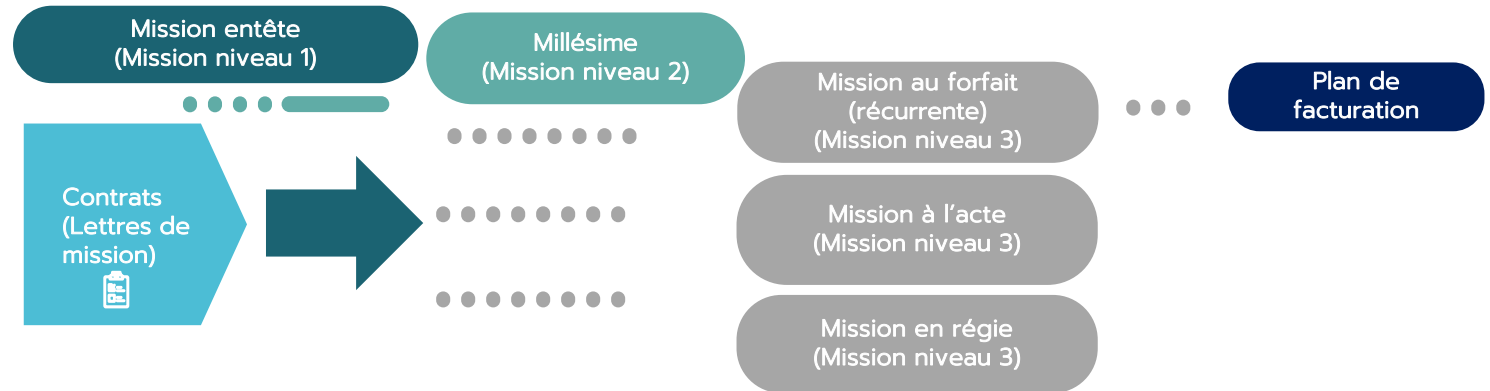 Mission entête
(Mission niveau 1)
Millésime
(Mission niveau 2)
Mission au forfait
(récurrente)
(Mission niveau 3)
Plan de
facturation
Contrats
(Lettres de
mission)
Mission à l'acte
(Mission niveau 3)
Mission en régie
(Mission niveau 3)